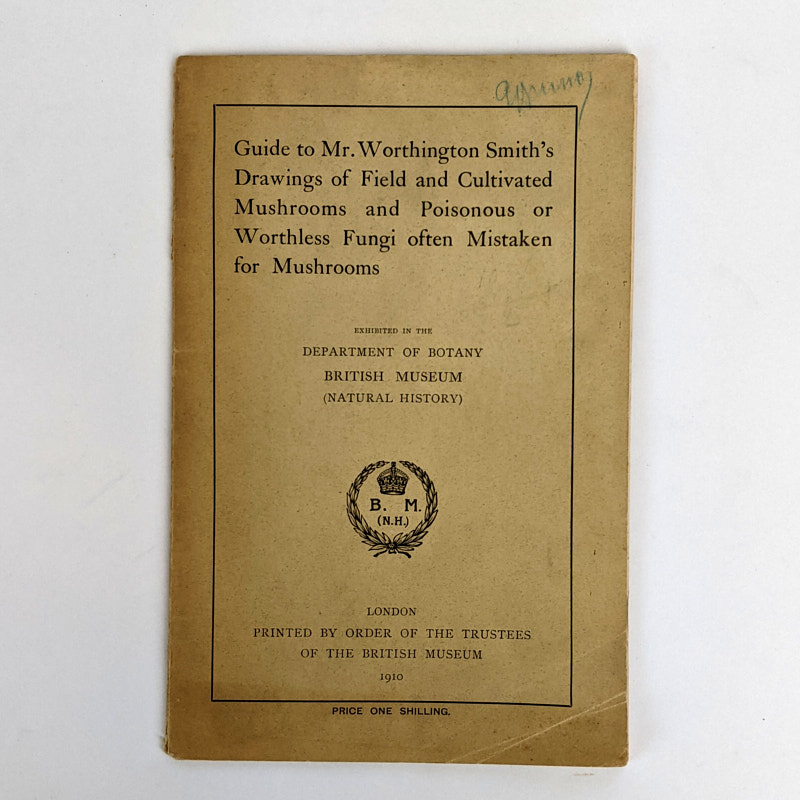 Guide to Mr. Worthington Smith's
Drawings of Field and Cultivated
Mushrooms and Poisonous or
Worthless Fungi often Mistaken
for Mushrooms
EXHIBITED IN THE
DEPARTMENT OF BOTANY
BRITISH MUSEUM
(NATURAL HISTORY)
B. M.
(N.H.)
LONDON
PRINTED BY ORDER OF THE TRUSTEES
OF THE BRITISH MUSEUM
1910
PRICE ONE SHILLING.